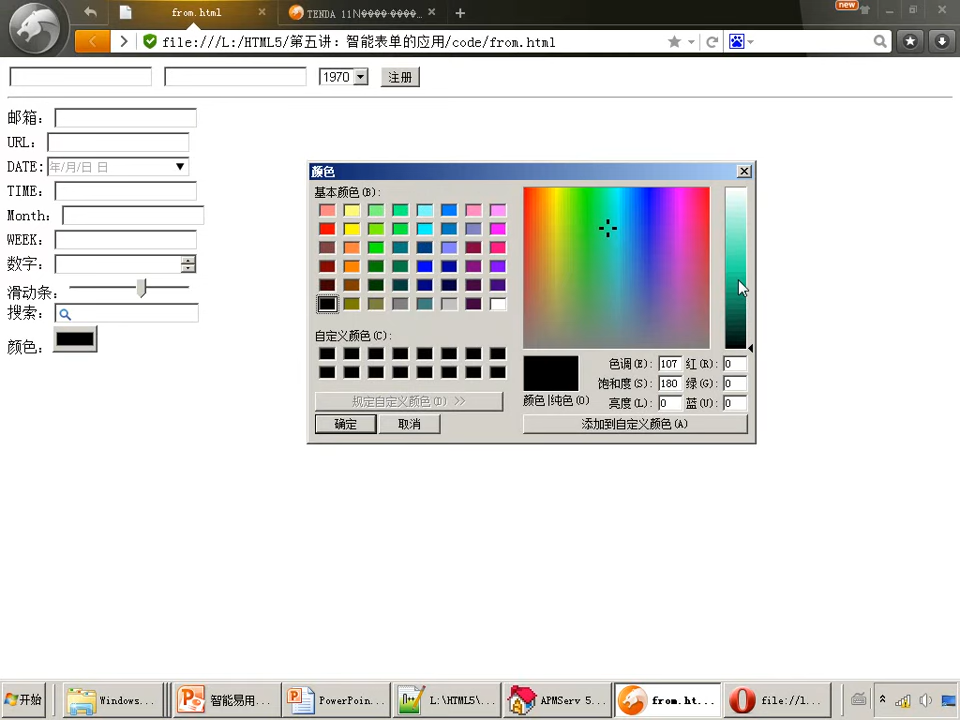 from.html
TENDA 11N
new
file:///L:/HTML5/第五讲：智能表单的应用/code/from.html
1970
注册
邮箱：
URL：
DATE:
年/月/日 日
TIME:
Month:
WEEK:
数字:
滑动条:
搜索:
颜色:
颜色
基本颜色(B):
自定义颜色(C):
规定自定义颜色(D) >>
确定
取消
颜色|纯色(O)
色调(E): 107
红(R): 0
饱和度(S): 180
绿(G): 0
亮度(L): 0
蓝(U): 0
添加到自定义颜色(A)
开始
Windows...
智能易用...
PowerPoin...
L:\HTML5\...
APMServ 5...
from.ht...
file://l...